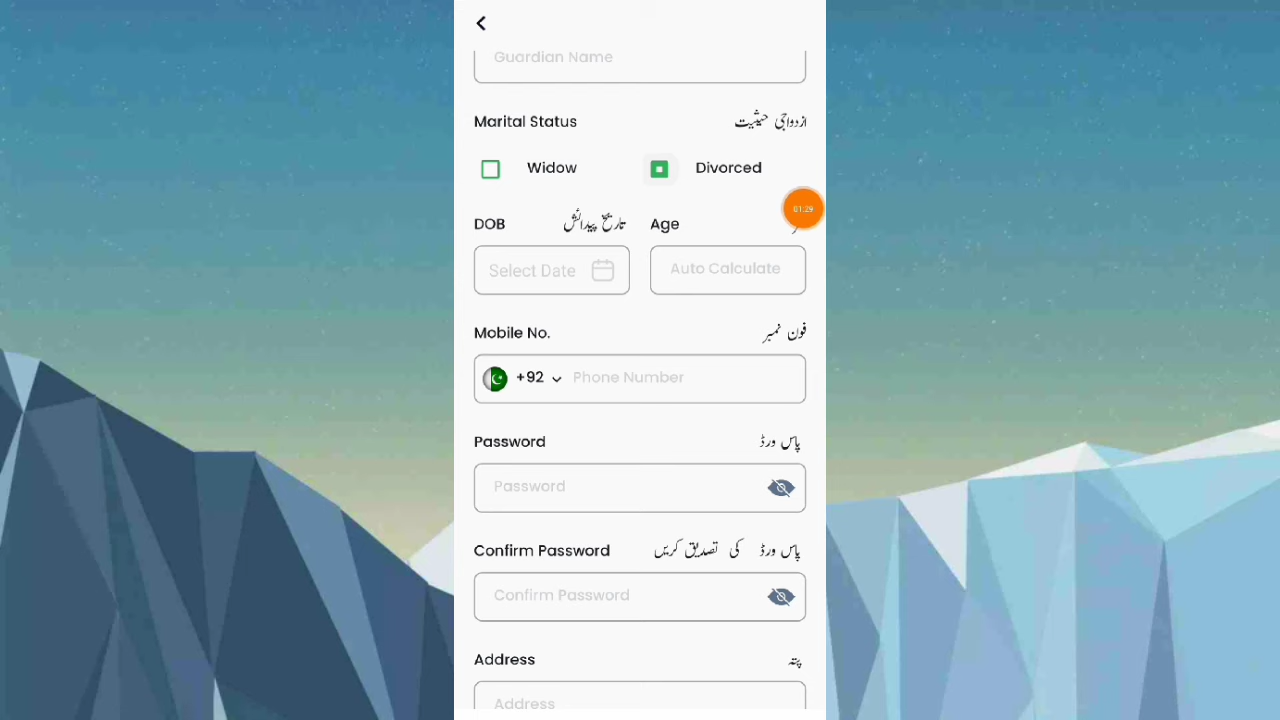 Guardian Name
Marital Status ازدواجی حیثیت
Widow Divorced
01:29
DOB تاریخ پیدائش Age
Select Date Auto Calculate
Mobile No. فون نمبر
+92 Phone Number
Password پاس ورڈ
Password
Confirm Password پاس ورڈ کی تصدیق کریں
Confirm Password
Address پتہ
Address